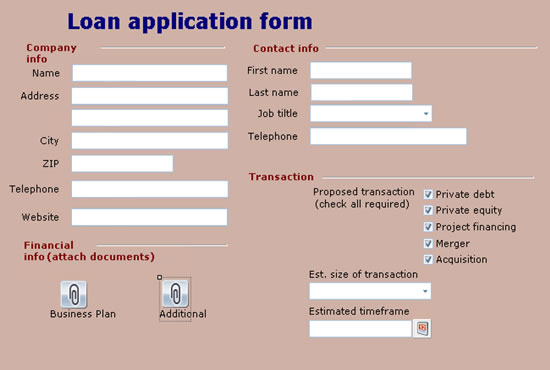 Loan application form
Company
info
Name
Address
City
ZIP
Telephone
Website
Financial
info(attach documents)
Business Plan
Additional
Contact info
First name
Last name
Job tiltle
Telephone
Transaction
Proposed transaction
(check all required)
Private debt
Private equity
Project financing
Merger
Acquisition
Est. size of transaction
Estimated timeframe